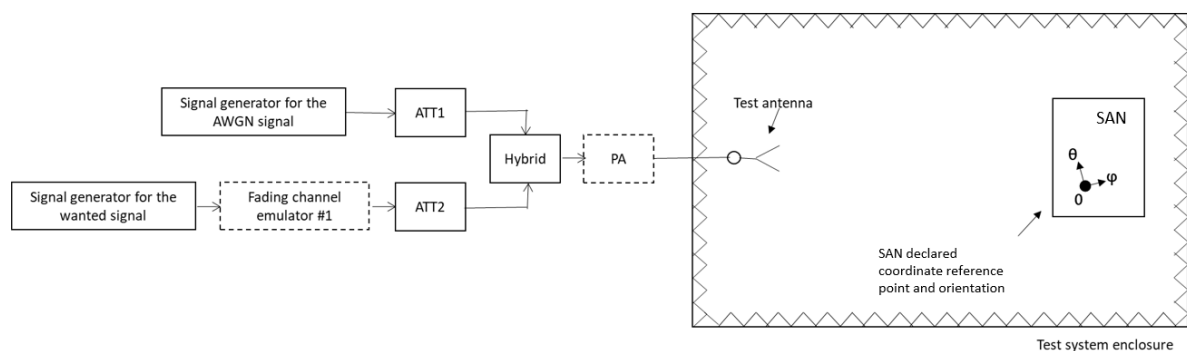 Signal generator for the
AWGN signal
ATT1
Hybrid
PA
Signal generator for the
wanted signal
Fading channel
emulator #1
ATT2
Test antenna
SAN
θ
φ
0
SAN declared
coordinate reference
point and orientation
Test system enclosure